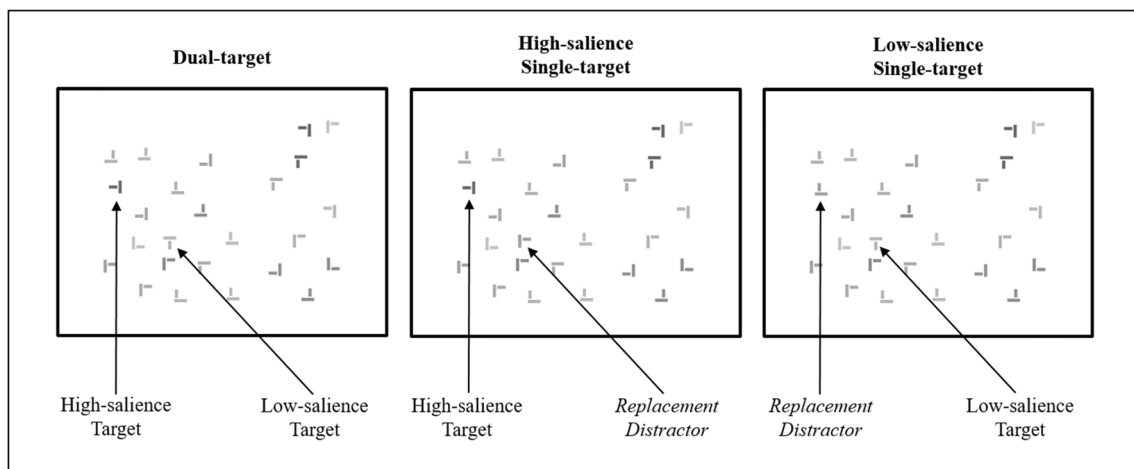 Dual-target
High-salience
Single-target
Low-salience
Single-target
High-salience
Target
Low-salience
Target
High-salience
Target
Replacement
Distractor
Replacement
Distractor
Low-salience
Target